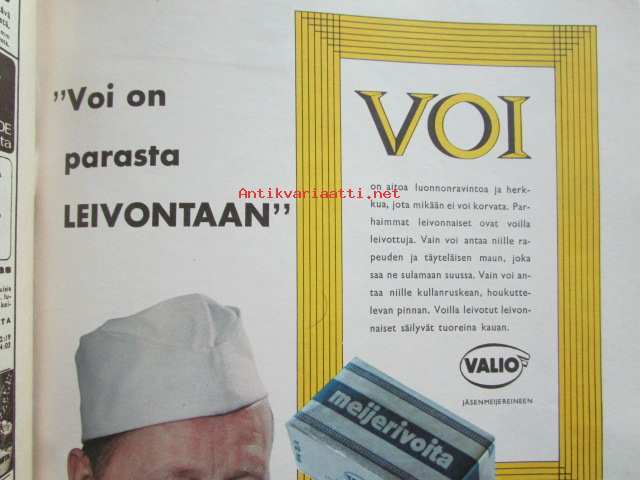 "Voi on
parasta
LEIVONTAAN"
VOI
on aitoa luonnonravintoa ja herk-
kua, jota mikään ei voi korvata. Par-
haimmat leivonnaiset ovat voilla
leivottuja. Vain voi antaa niille ra-
peuden ja täyteläisen maun, joka
saa ne sulamaan suussa. Vain voi an-
taa niille kullanruskean, houkutte-
levan pinnan. Voilla leivotut leivon-
naiset säilyvät tuoreina kauan.
VALIO
JÄSENMEIJEREINEEN
meijerivoita
Antikvariaatti.net